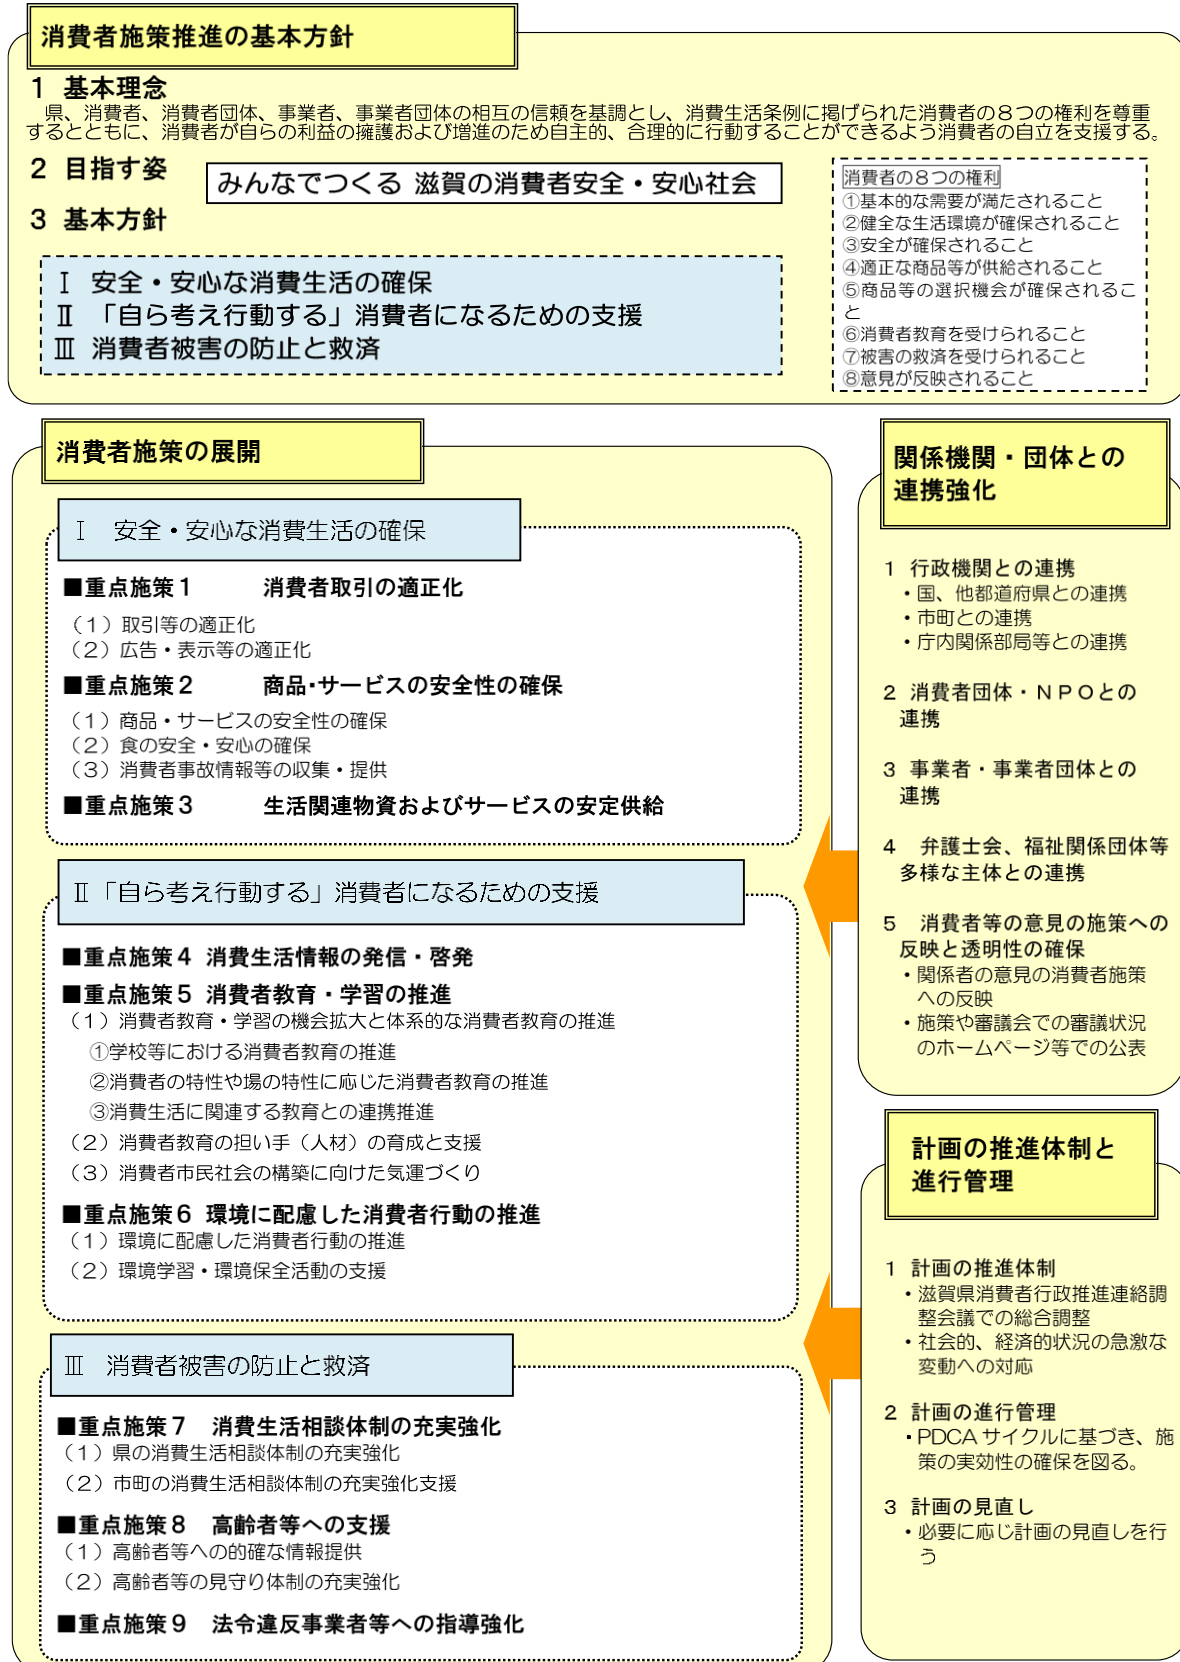 消費者施策推進の基本方針
1 基本理念
県、消費者、消費者団体、事業者、事業者団体の相互の信頼を基調とし、消費生活条例に掲げられた消費者の8つの権利を尊重
するとともに、消費者が自らの利益の擁護および増進のため自主的、合理的に行動することができるよう消費者の自立を支援する。
2 目指す姿
みんなでつくる 滋賀の消費者安全・安心社会
3 基本方針
Ⅰ 安全・安心な消費生活の確保
Ⅱ 「自ら考え行動する」消費者になるための支援
Ⅲ 消費者被害の防止と救済
消費者の8つの権利
①基本的な需要が満たされること
②健全な生活環境が確保されること
③安全が確保されること
④適正な商品等が供給されること
⑤商品等の選択機会が確保されるこ
と
⑥消費者教育を受けられること
⑦被害の救済を受けられること
⑧意見が反映されること
消費者施策の展開
Ⅰ 安全・安心な消費生活の確保
■重点施策1 消費者取引の適正化
(1)取引等の適正化
(2)広告・表示等の適正化
■重点施策2 商品・サービスの安全性の確保
(1)商品・サービスの安全性の確保
(2)食の安全・安心の確保
(3)消費者事故情報等の収集・提供
■重点施策3 生活関連物資およびサービスの安定供給
Ⅱ「自ら考え行動する」消費者になるための支援
■重点施策4 消費生活情報の発信・啓発
■重点施策5 消費者教育・学習の推進
(1)消費者教育・学習の機会拡大と体系的な消費者教育の推進
①学校等における消費者教育の推進
②消費者の特性や場の特性に応じた消費者教育の推進
③消費生活に関連する教育との連携推進
(2)消費者教育の担い手(人材)の育成と支援
(3)消費者市民社会の構築に向けた気運づくり
■重点施策6 環境に配慮した消費者行動の推進
(1)環境に配慮した消費者行動の推進
(2)環境学習・環境保全活動の支援
Ⅲ 消費者被害の防止と救済
■重点施策7 消費生活相談体制の充実強化
(1)県の消費生活相談体制の充実強化
(2)市町の消費生活相談体制の充実強化支援
■重点施策8 高齢者等への支援
(1)高齢者等への的確な情報提供
(2)高齢者等の見守り体制の充実強化
■重点施策9 法令違反事業者等への指導強化
関係機関・団体との
連携強化
1 行政機関との連携
・国、他都道府県との連携
・市町との連携
・庁内関係部局等との連携
2 消費者団体・NPOとの
連携
3 事業者・事業者団体との
連携
4 弁護士会、福祉関係団体等
多様な主体との連携
5 消費者等の意見の施策への
反映と透明性の確保
・関係者の意見の消費者施策
への反映
・施策や審議会での審議状況
のホームページ等での公表
計画の推進体制と
進行管理
1 計画の推進体制
・滋賀県消費者行政推進連絡調
整会議での総合調整
・社会的、経済的状況の急激な
変動への対応
2 計画の進行管理
・PDCAサイクルに基づき、施
策の実効性の確保を図る。
3 計画の見直し
・必要に応じ計画の見直しを行
う